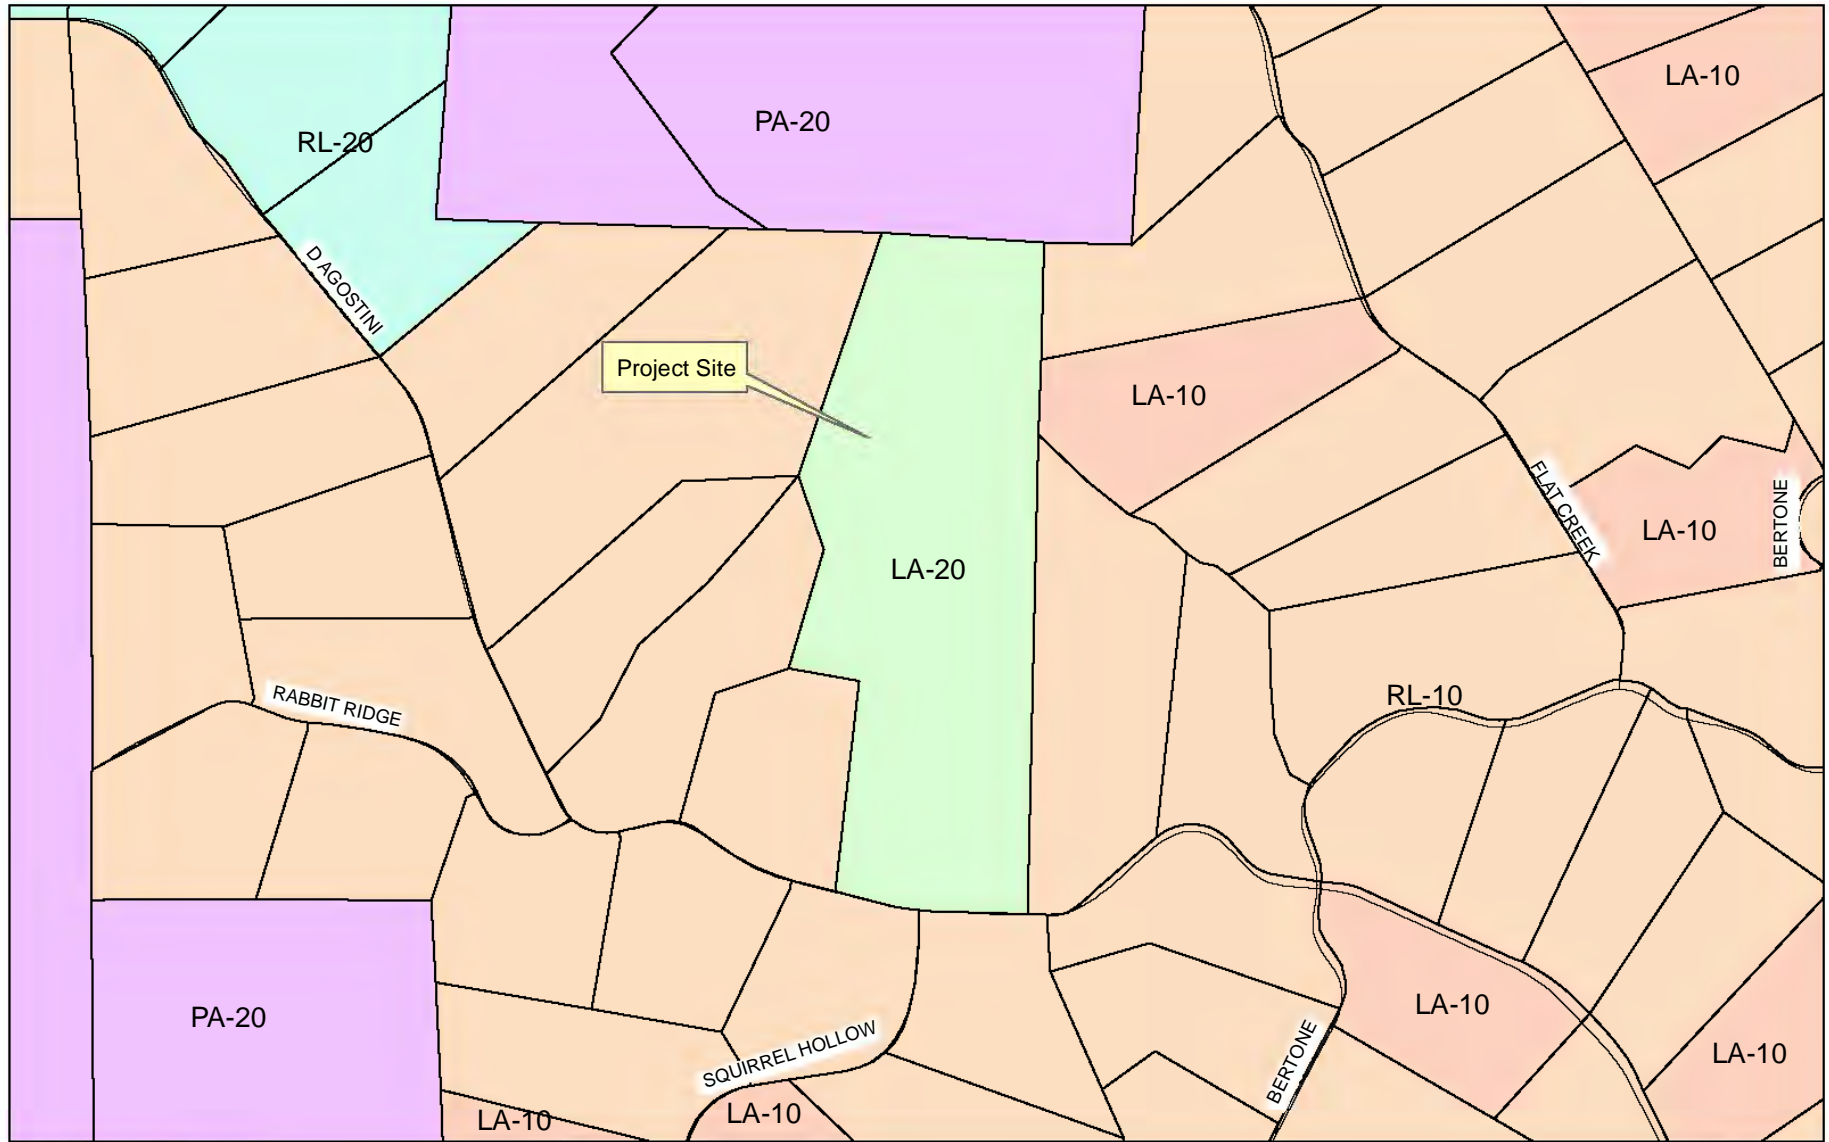 LA-10
PA-20
RL-20
D AGOSTINI
Project Site
LA-10
FLAT CREEK
BERTONE
LA-10
LA-20
RL-10
RABBIT RIDGE
LA-10
PA-20
SQUIRREL HOLLOW
BERTONE
LA-10
LA-10
LA-10